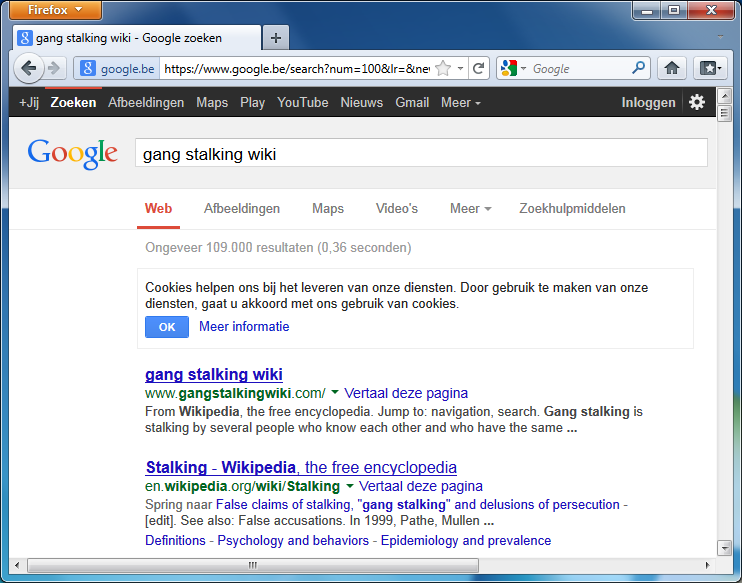 Firefox
gang stalking wiki - Google zoeken
google.be https://www.google.be/search?num=100&lr=&ne Google
+Jij Zoeken Afbeeldingen Maps Play YouTube Nieuws Gmail Meer Inloggen
Google gang stalking wiki
Web Afbeeldingen Maps Video's Meer Zoekhulpmiddelen
Ongeveer 109.000 resultaten (0,36 seconden)
Cookies helpen ons bij het leveren van onze diensten. Door gebruik te maken van onze
diensten, gaat u akkoord met ons gebruik van cookies.
OK Meer informatie
gang stalking wiki
www.gangstalkingwiki.com/ Vertaal deze pagina
From Wikipedia, the free encyclopedia. Jump to: navigation, search. Gang stalking is
stalking by several people who know each other and who have the same ...
Stalking - Wikipedia, the free encyclopedia
en.wikipedia.org/wiki/Stalking Vertaal deze pagina
Spring naar False claims of stalking, "gang stalking" and delusions of persecution -
[edit]. See also: False accusations. In 1999, Pathe, Mullen ...
Definitions - Psychology and behaviors - Epidemiology and prevalence